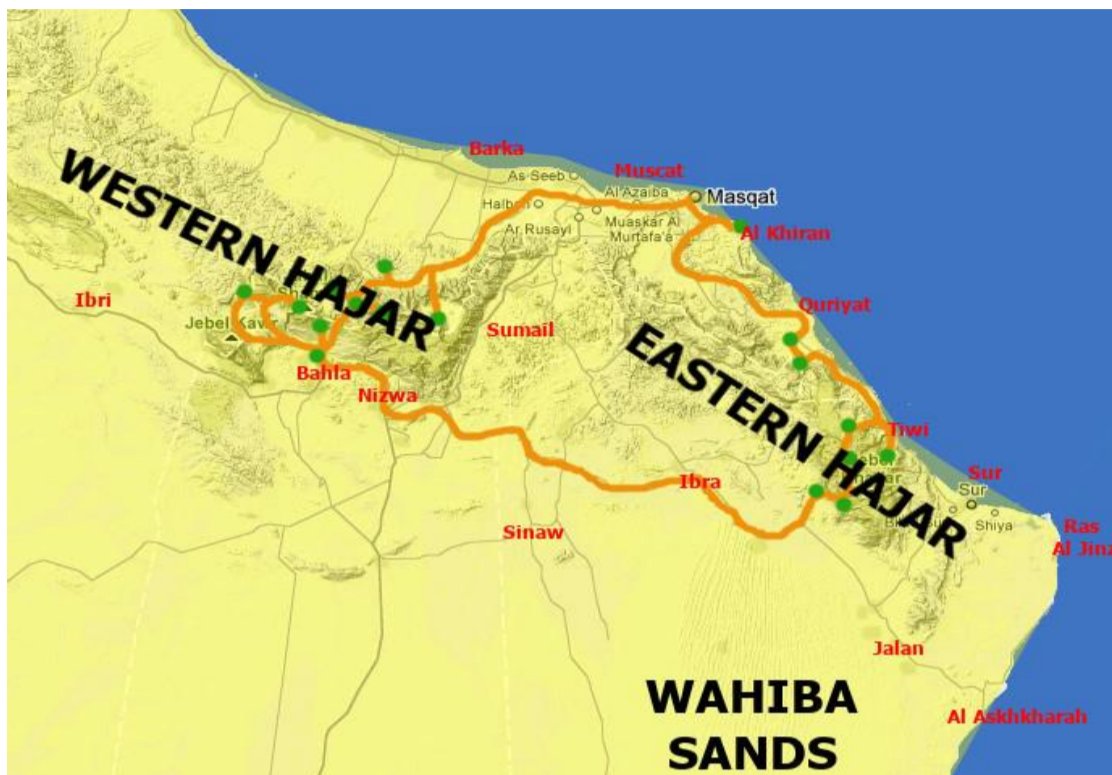 Barka
Muscat
As Seeb
Al Azaiba
Masqat
Halban
Ar Rusayl
Muaskar Al
Murtafa'a
Al Khiran
WESTERN HAJAR
Ibri
Quriyat
Jebel Kawr
Sumail
EASTERN HAJAR
Bahla
Nizwa
Tiwi
Ibra
Sur
Sur
Shiya
Sinaw
Ras
Al Jinz
Jalan
WAHIBA
SANDS
Al Askhkharah